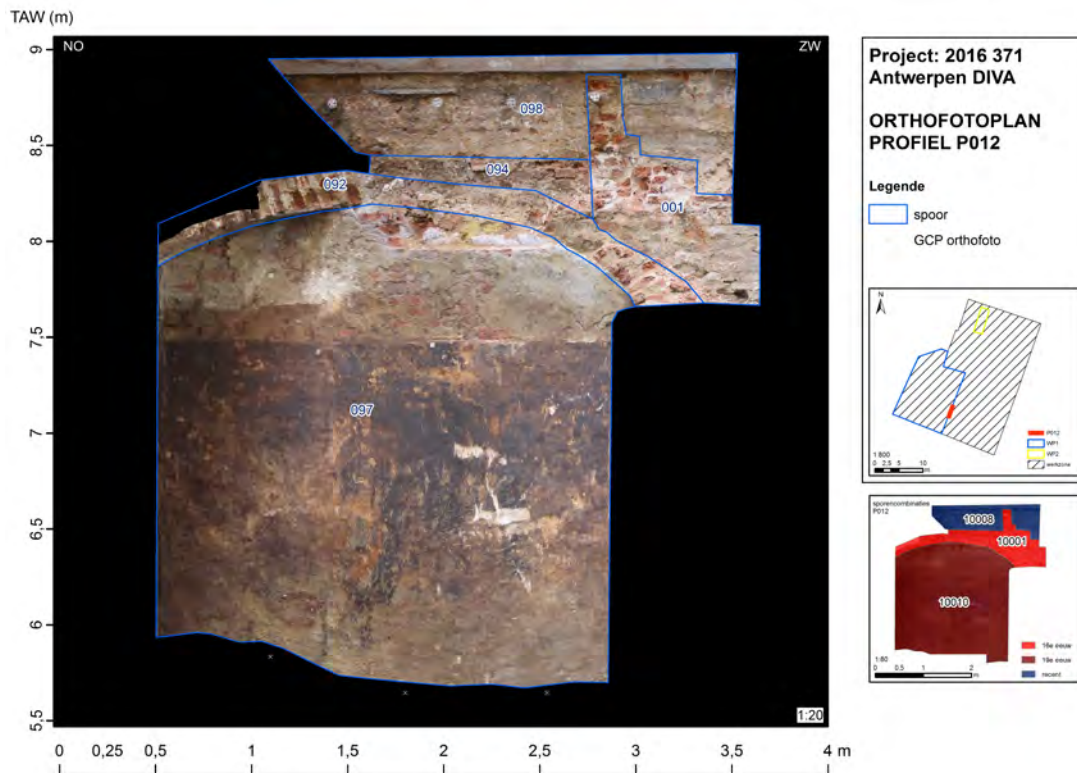 TAW (m)
NO
ZW
9
8,5
8
7,5
7
6,5
6
5,5
098
094
092
001
097
1:20
0
0,25
0,5
1
1,5
2
2,5
3
3,5
4 m
Project: 2016 371
Antwerpen DIVA
ORTHOFOTOPLAN
PROFIEL P012
Legende
spoor
GCP orthofoto
N
P012
WP1
WP2
werkzone
1:800
0 2,5 5 10
m
sporencombinaties
P012
10008
10001
10010
16e eeuw
19e eeuw
recent
1:80
0 0.5 1 2
m